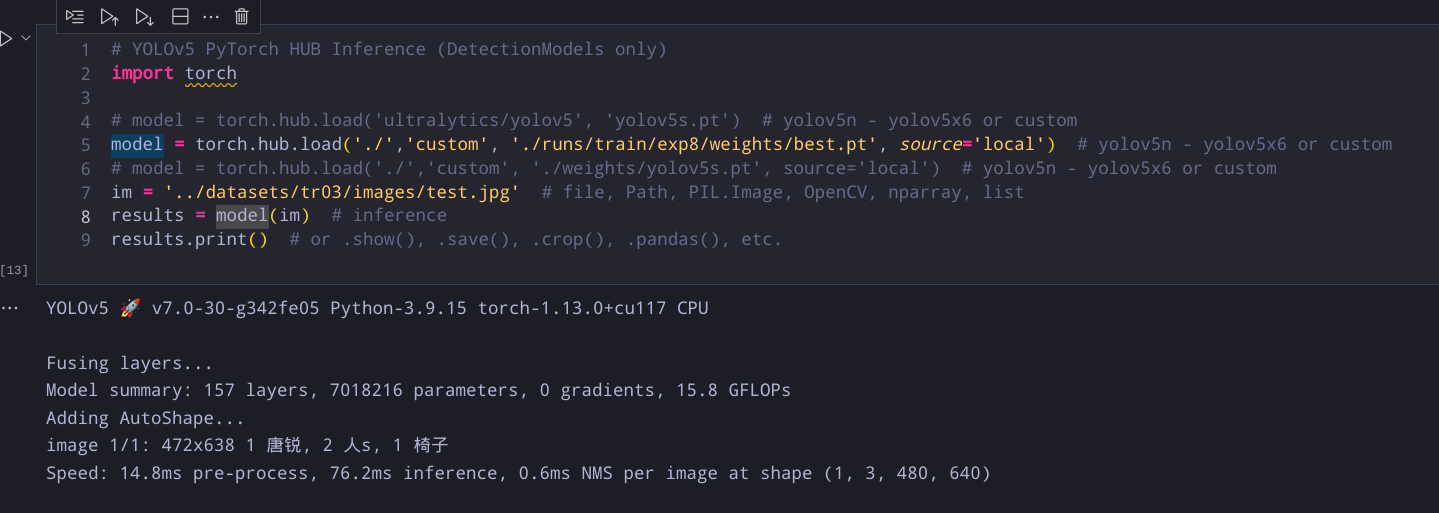 1 # YOLOv5 PyTorch HUB Inference (DetectionModels only)
2 import torch
3
4 # model = torch.hub.load('ultralytics/yolov5', 'yolov5s.pt')  # yolov5n - yolov5x6 or custom
5 model = torch.hub.load('./','custom', './runs/train/exp8/weights/best.pt', source='local')  # yolov5n - yolov5x6 or custom
6 # model = torch.hub.load('./','custom', './weights/yolov5s.pt', source='local')  # yolov5n - yolov5x6 or custom
7 im = '../datasets/tr03/images/test.jpg'  # file, Path, PIL.Image, OpenCV, nparray, list
8 results = model(im)  # inference
9 results.print()  # or .show(), .save(), .crop(), .pandas(), etc.
[13]
YOLOv5 🚀 v7.0-30-g342fe05 Python-3.9.15 torch-1.13.0+cu117 CPU
Fusing layers...
Model summary: 157 layers, 7018216 parameters, 0 gradients, 15.8 GFLOPs
Adding AutoShape...
image 1/1: 472x638 1 唐锐, 2 人s, 1 椅子
Speed: 14.8ms pre-process, 76.2ms inference, 0.6ms NMS per image at shape (1, 3, 480, 640)